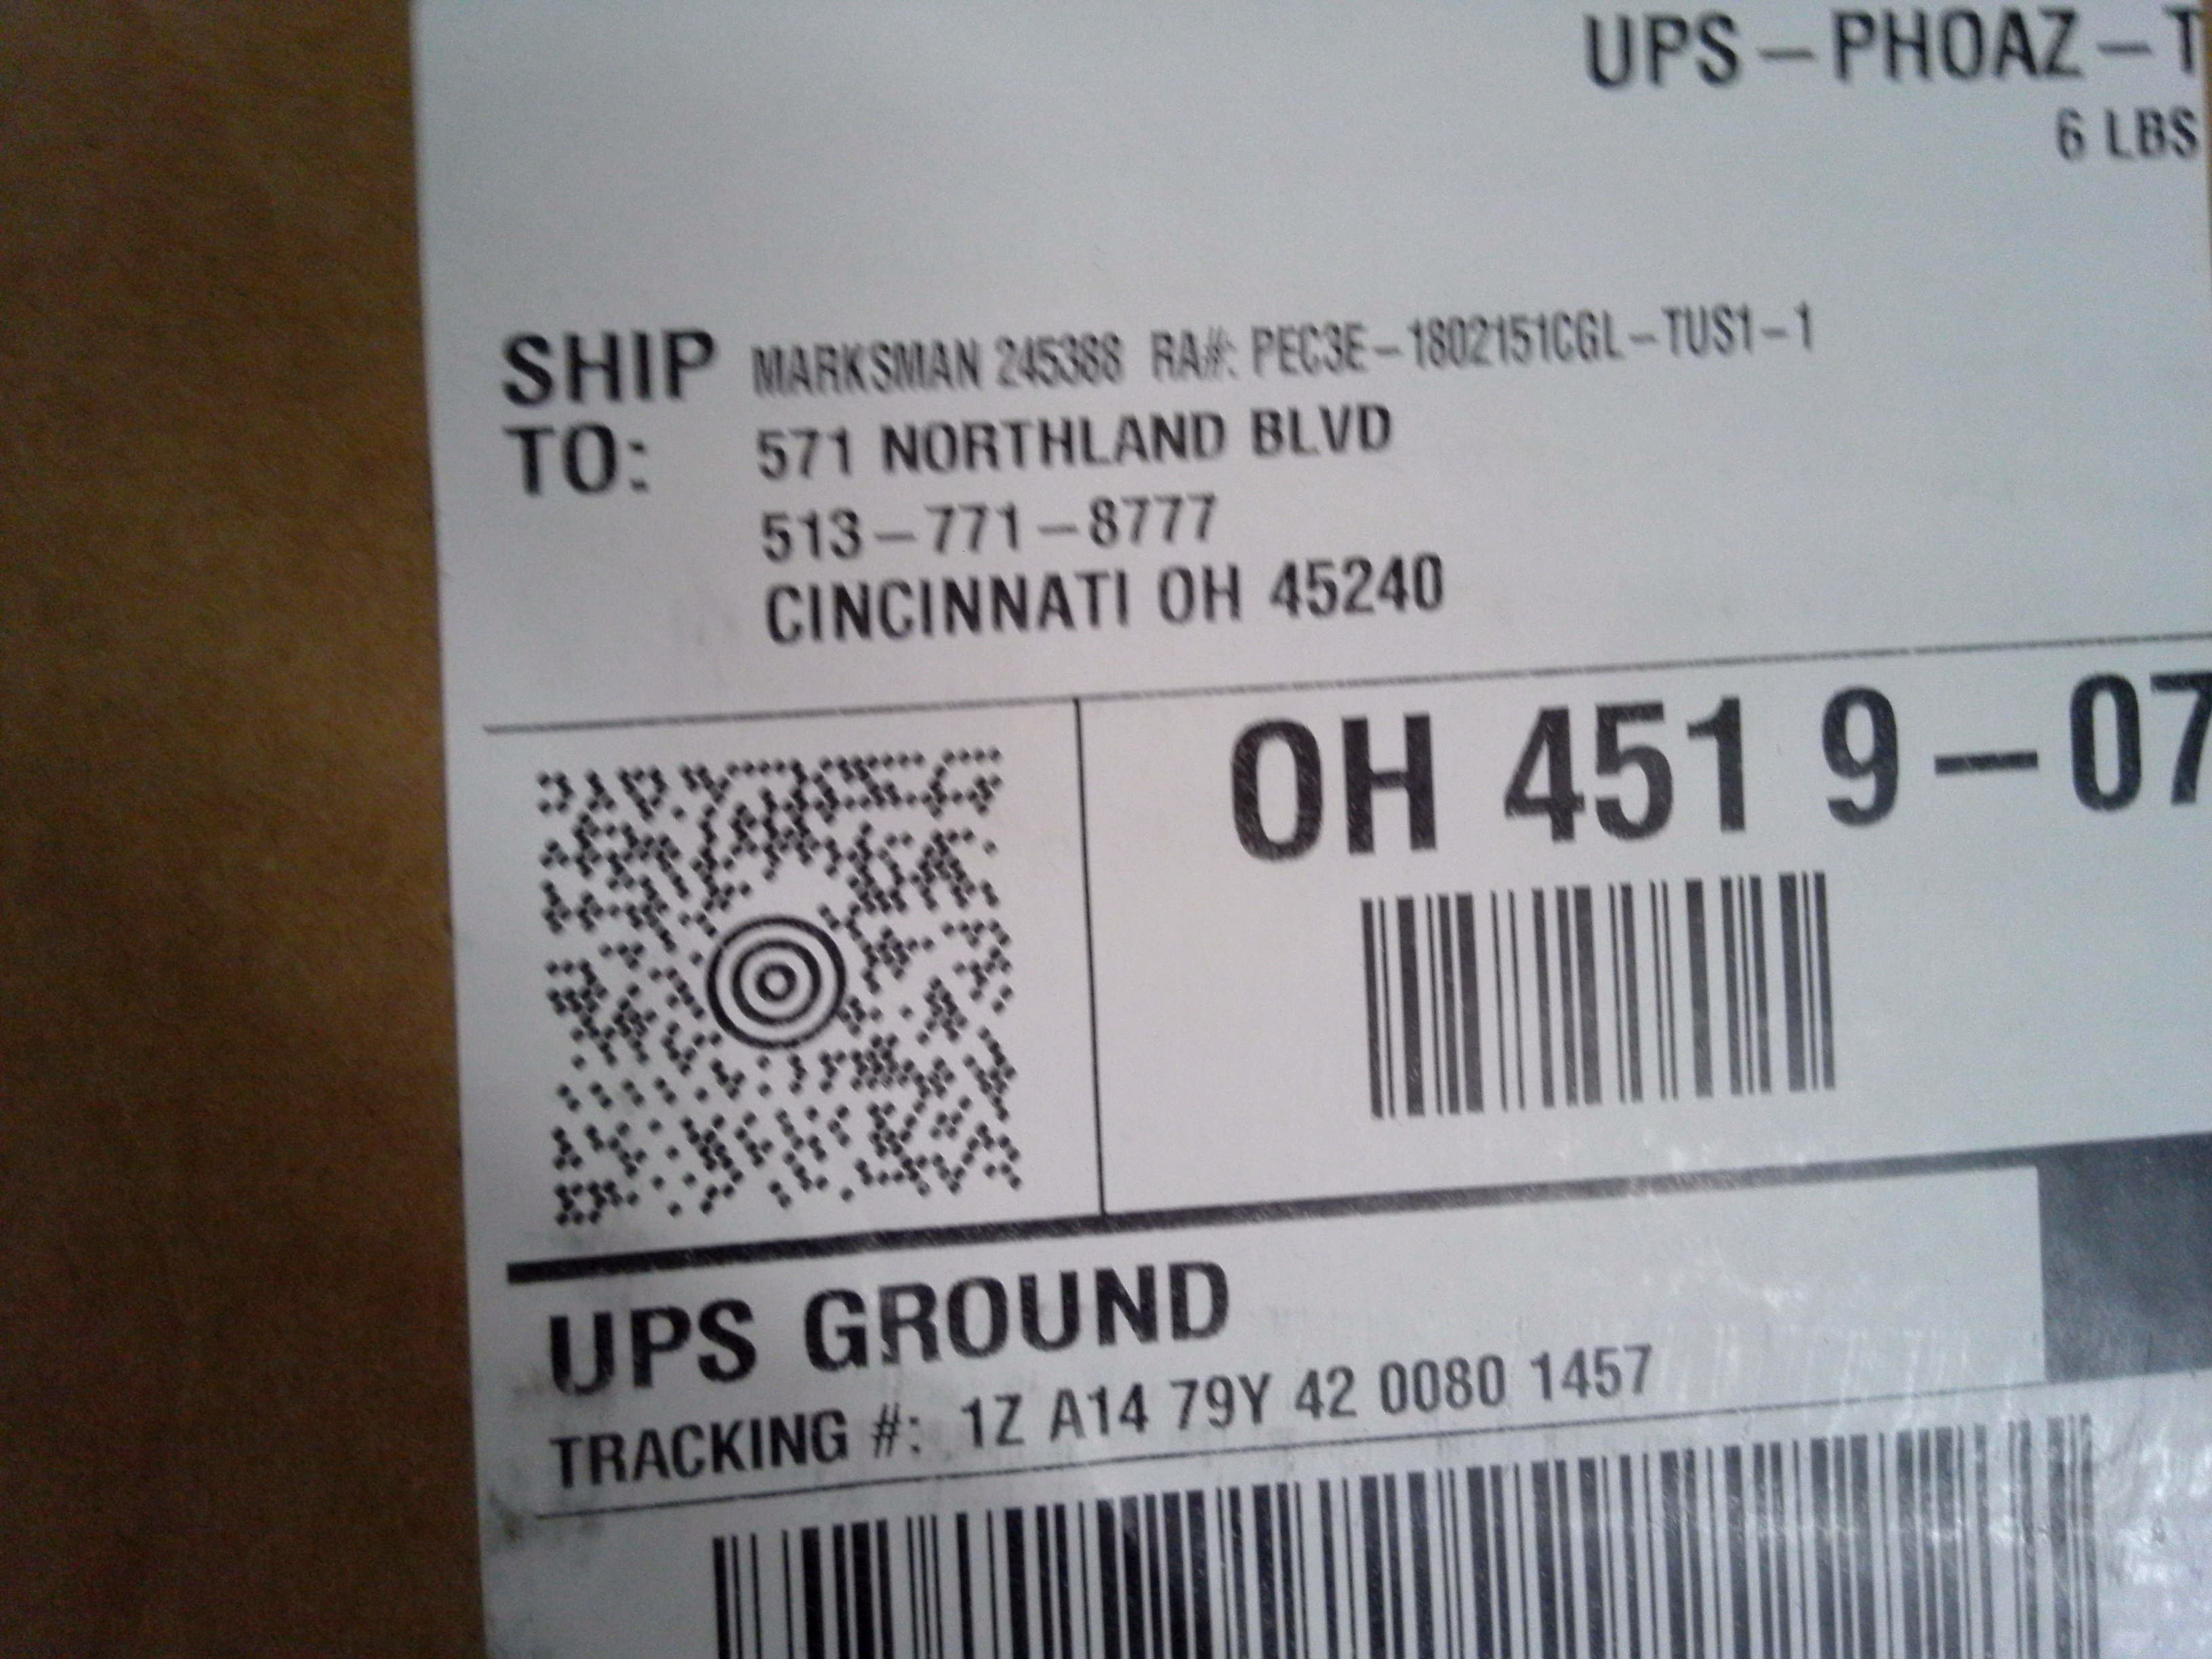 UPS-PHOAZ-T
6 LBS
SHIP TO:
MARKSMAN 245388 RA#: PEC3E-1802151CGL-TUS1-1
571 NORTHLAND BLVD
513-771-8777
CINCINNATI OH 45240
OH 451 9-07
UPS GROUND
TRACKING #: 1Z A14 79Y 42 0080 1457